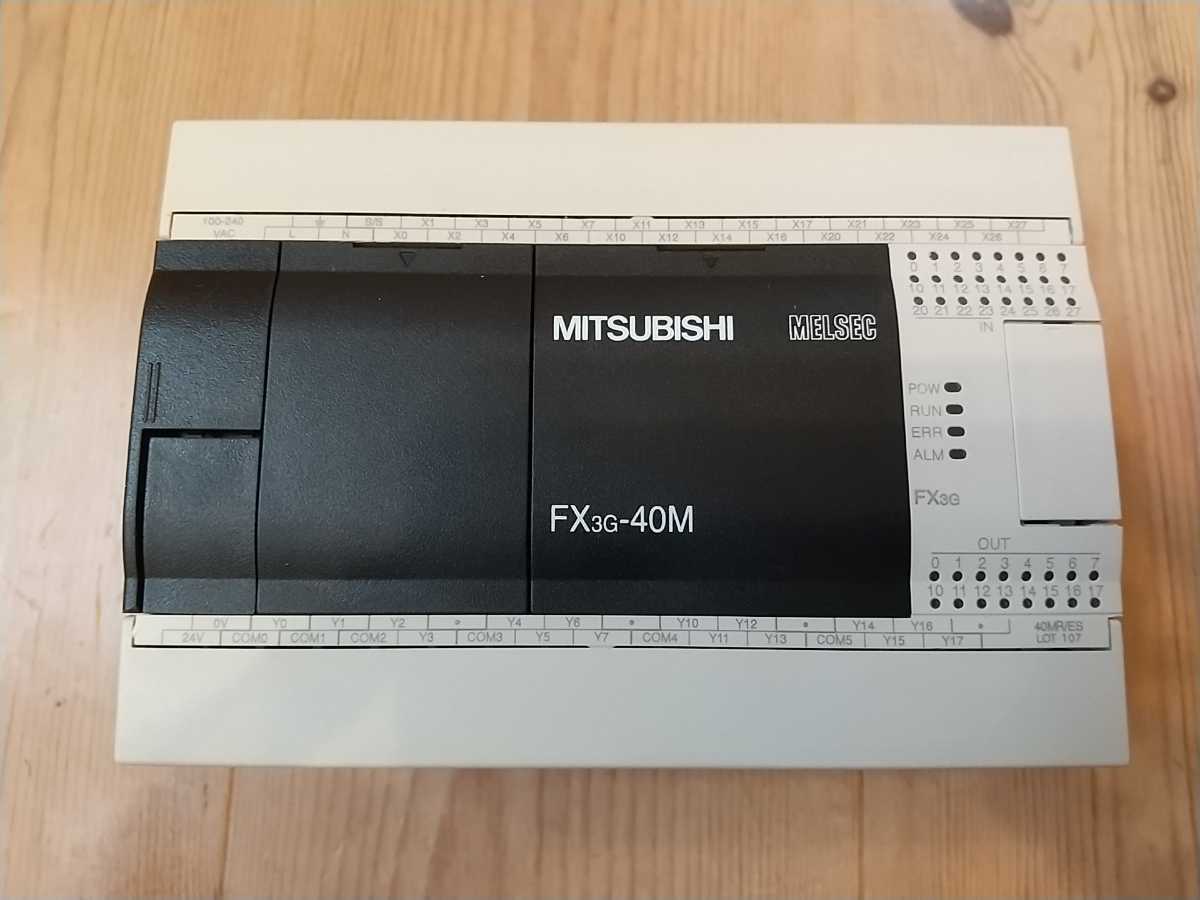 100-240 S/S X1 X3 X5 X7 X11 X13 X15 X17 X21 X23 X25 X27
VAC L N X0 X2 X4 X6 X10 X12 X14 X16 X20 X22 X24 X26
0 1 2 3 4 5 6 7
10 11 12 13 14 15 16 17
20 21 22 23 24 25 26 27
IN
MITSUBISHI MELSEC
POW
RUN
ERR
ALM
FX3G
FX3G-40M
OUT
0 1 2 3 4 5 6 7
10 11 12 13 14 15 16 17
0V Y0 Y1 Y2 Y4 Y6 Y10 Y12 Y14 Y16 40MR/ES
24V COM0 COM1 COM2 Y3 COM3 Y5 Y7 COM4 Y11 Y13 COM5 Y15 Y17 LOT 107